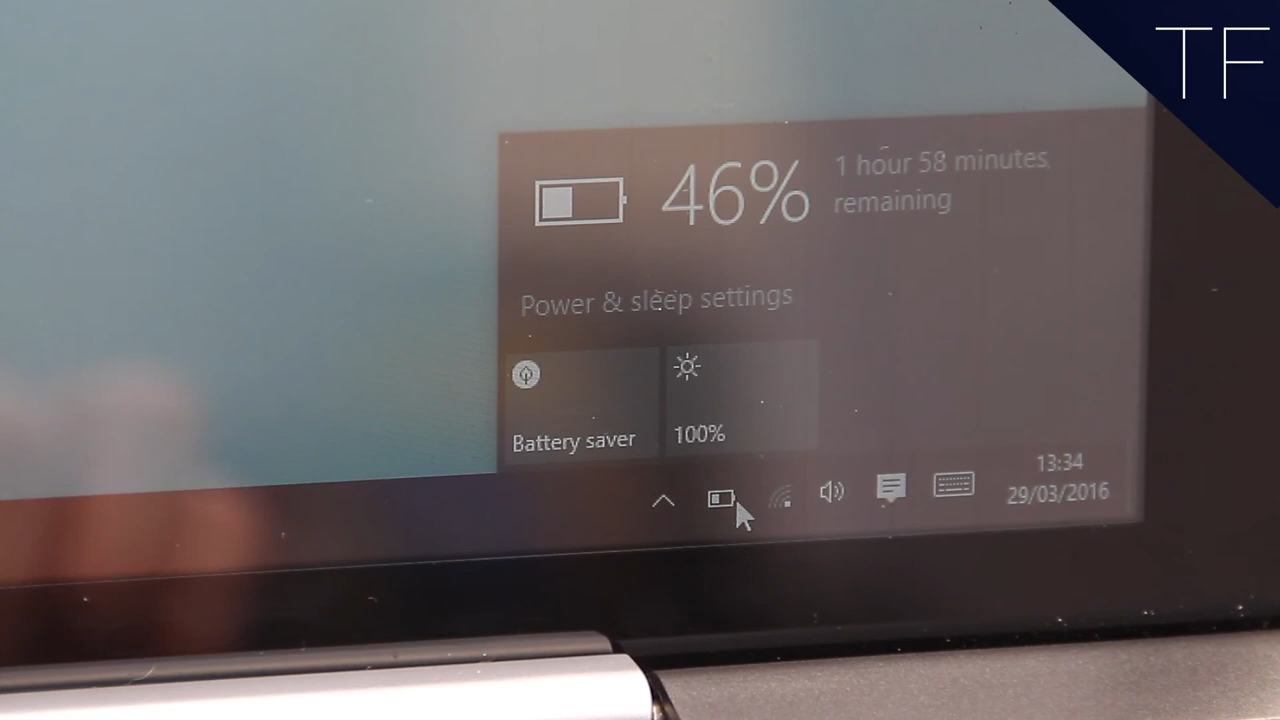 TF
46%
1 hour 58 minutes
remaining
Power & sleep settings
Battery saver
100%
13:34
29/03/2016